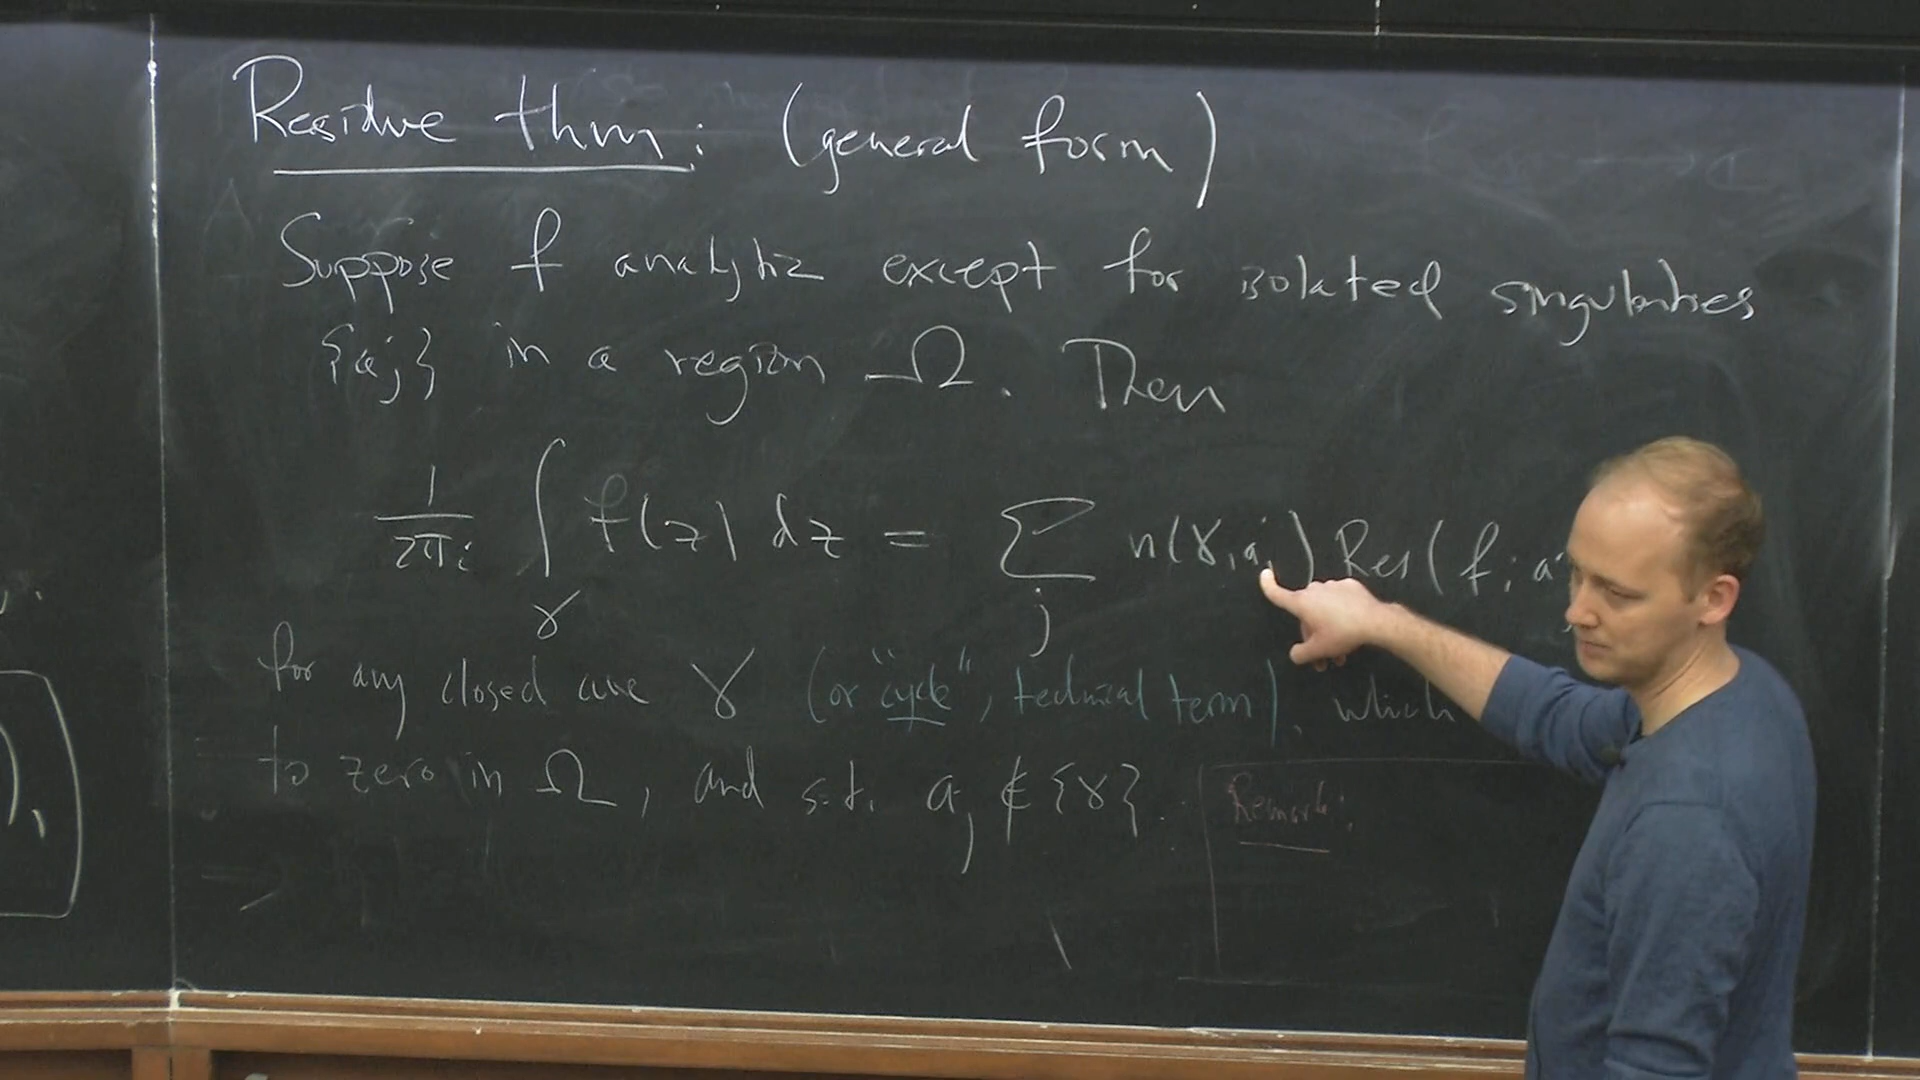 Residue thm: (general form)
Suppose f analytic except for isolated singularities
{aj} in a region Ω. Then
1/2πi ∫γ f(z) dz = ∑j n(γ, aj) Res(f; a
for any closed curve γ (or "cycle", technical term), which
to zero in Ω, and s.t. aj ∉ {γ}.
Remark: